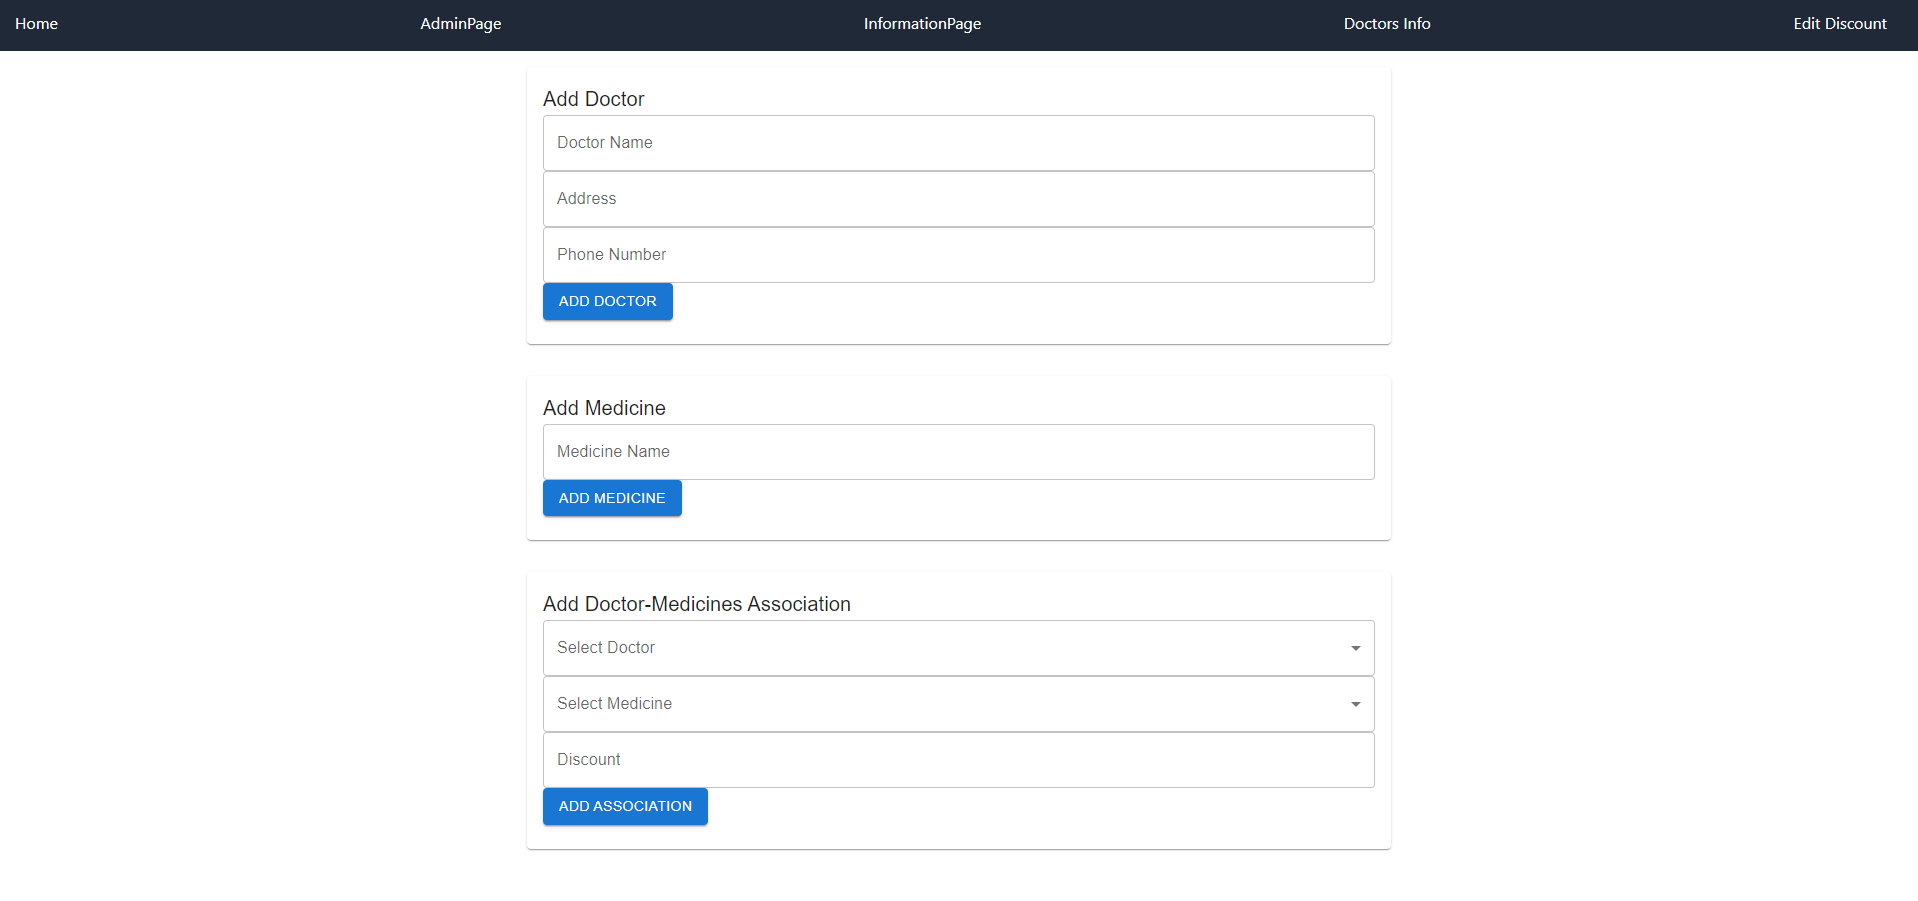 Home AdminPage InformationPage Doctors Info Edit Discount
Add Doctor
Doctor Name
Address
Phone Number
ADD DOCTOR
Add Medicine
Medicine Name
ADD MEDICINE
Add Doctor-Medicines Association
Select Doctor
Select Medicine
Discount
ADD ASSOCIATION